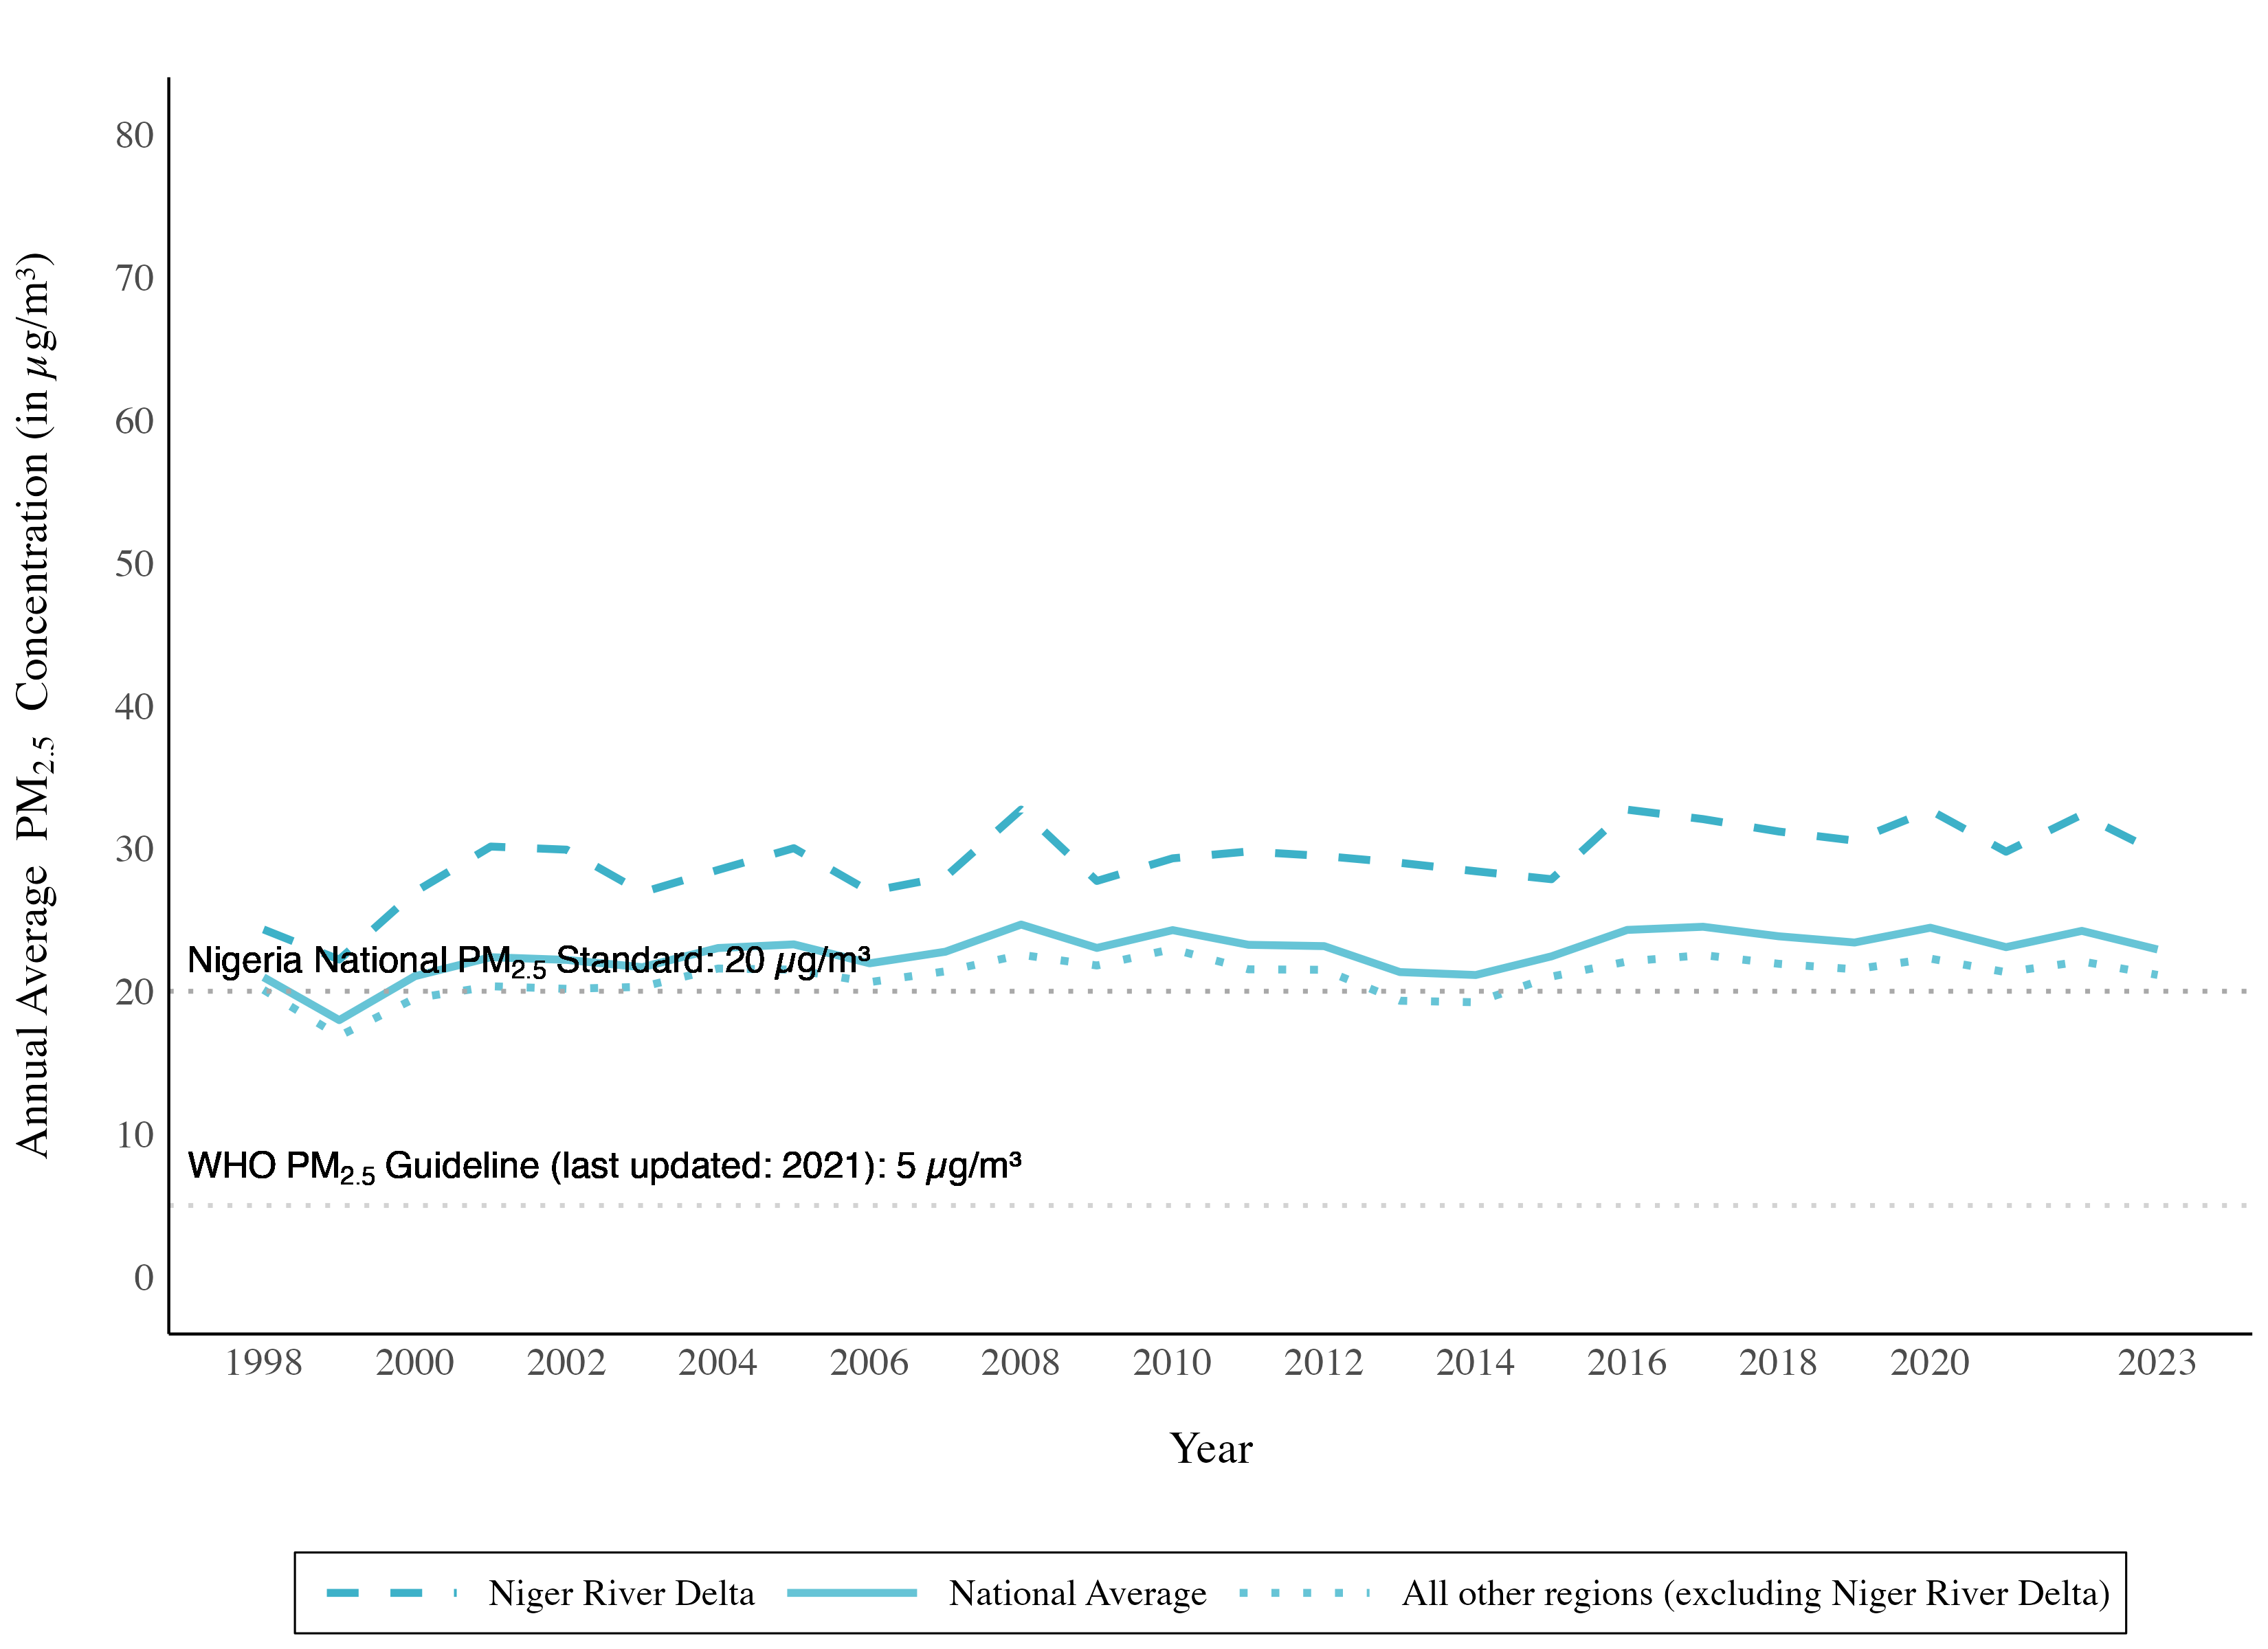 Annual Average PM2.5 Concentration (in µg/m³)
80
70
60
50
40
30
20
10
0
Nigeria National PM2.5 Standard: 20 µg/m³
WHO PM2.5 Guideline (last updated: 2021): 5 µg/m³
1998 2000 2002 2004 2006 2008 2010 2012 2014 2016 2018 2020 2023
Year
Niger River Delta National Average All other regions (excluding Niger River Delta)